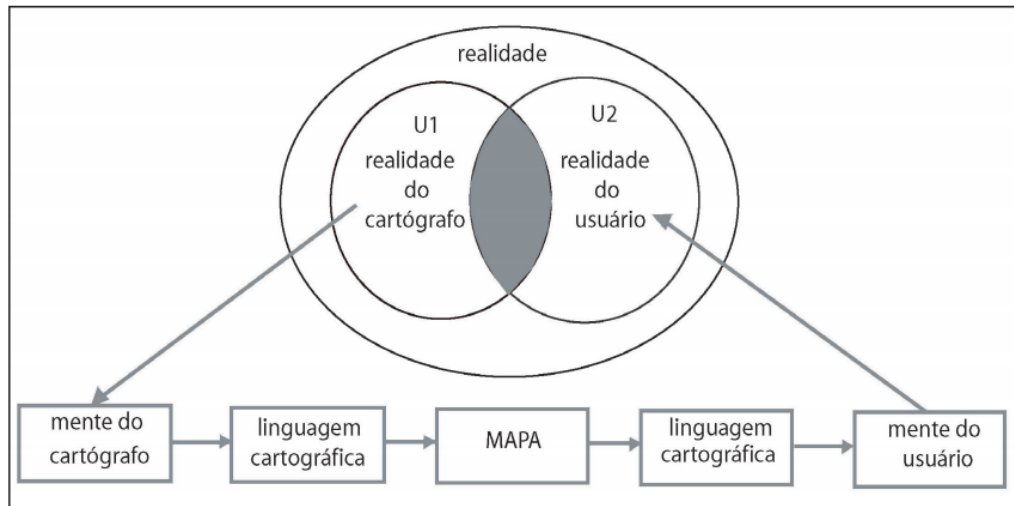 realidade
U1
realidade
do
cartógrafo
U2
realidade
do
usuário
mente do
cartógrafo
linguagem
cartográfica
MAPA
linguagem
cartográfica
mente do
usuário